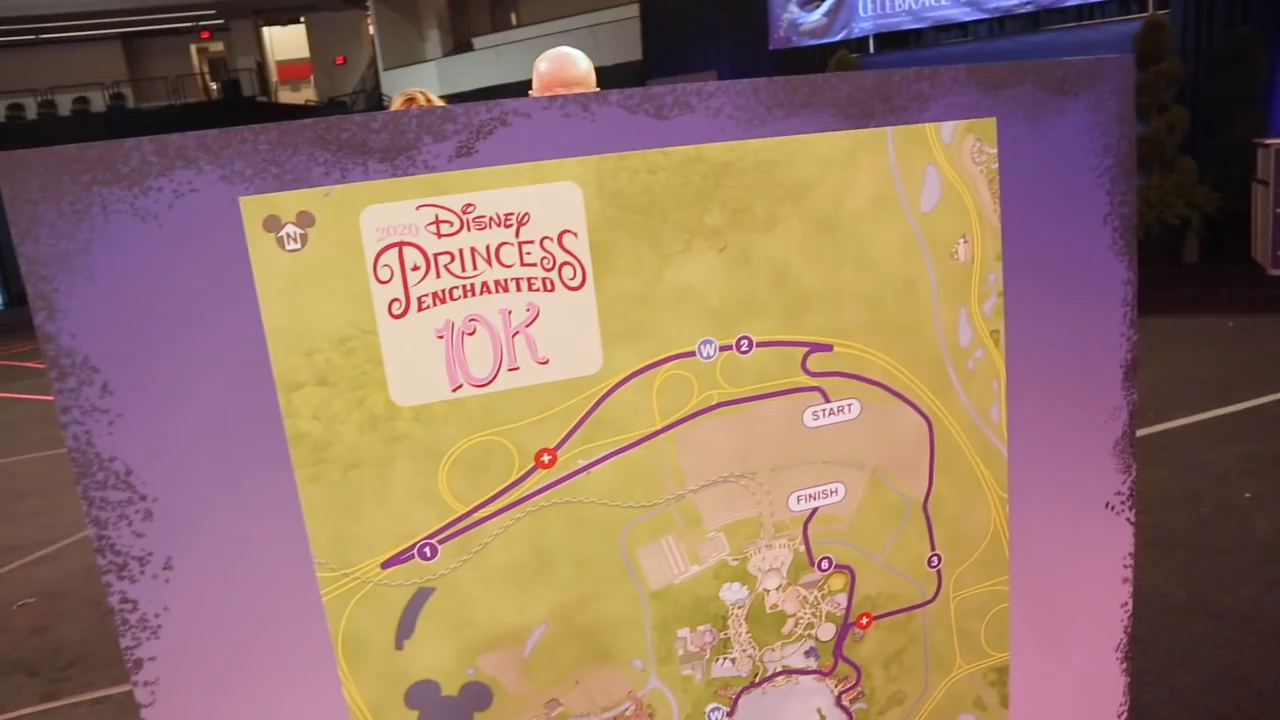 CELEBRATE
N
2020
Disney
PRINCESS
ENCHANTED
10K
W
2
START
FINISH
1
3
6
W